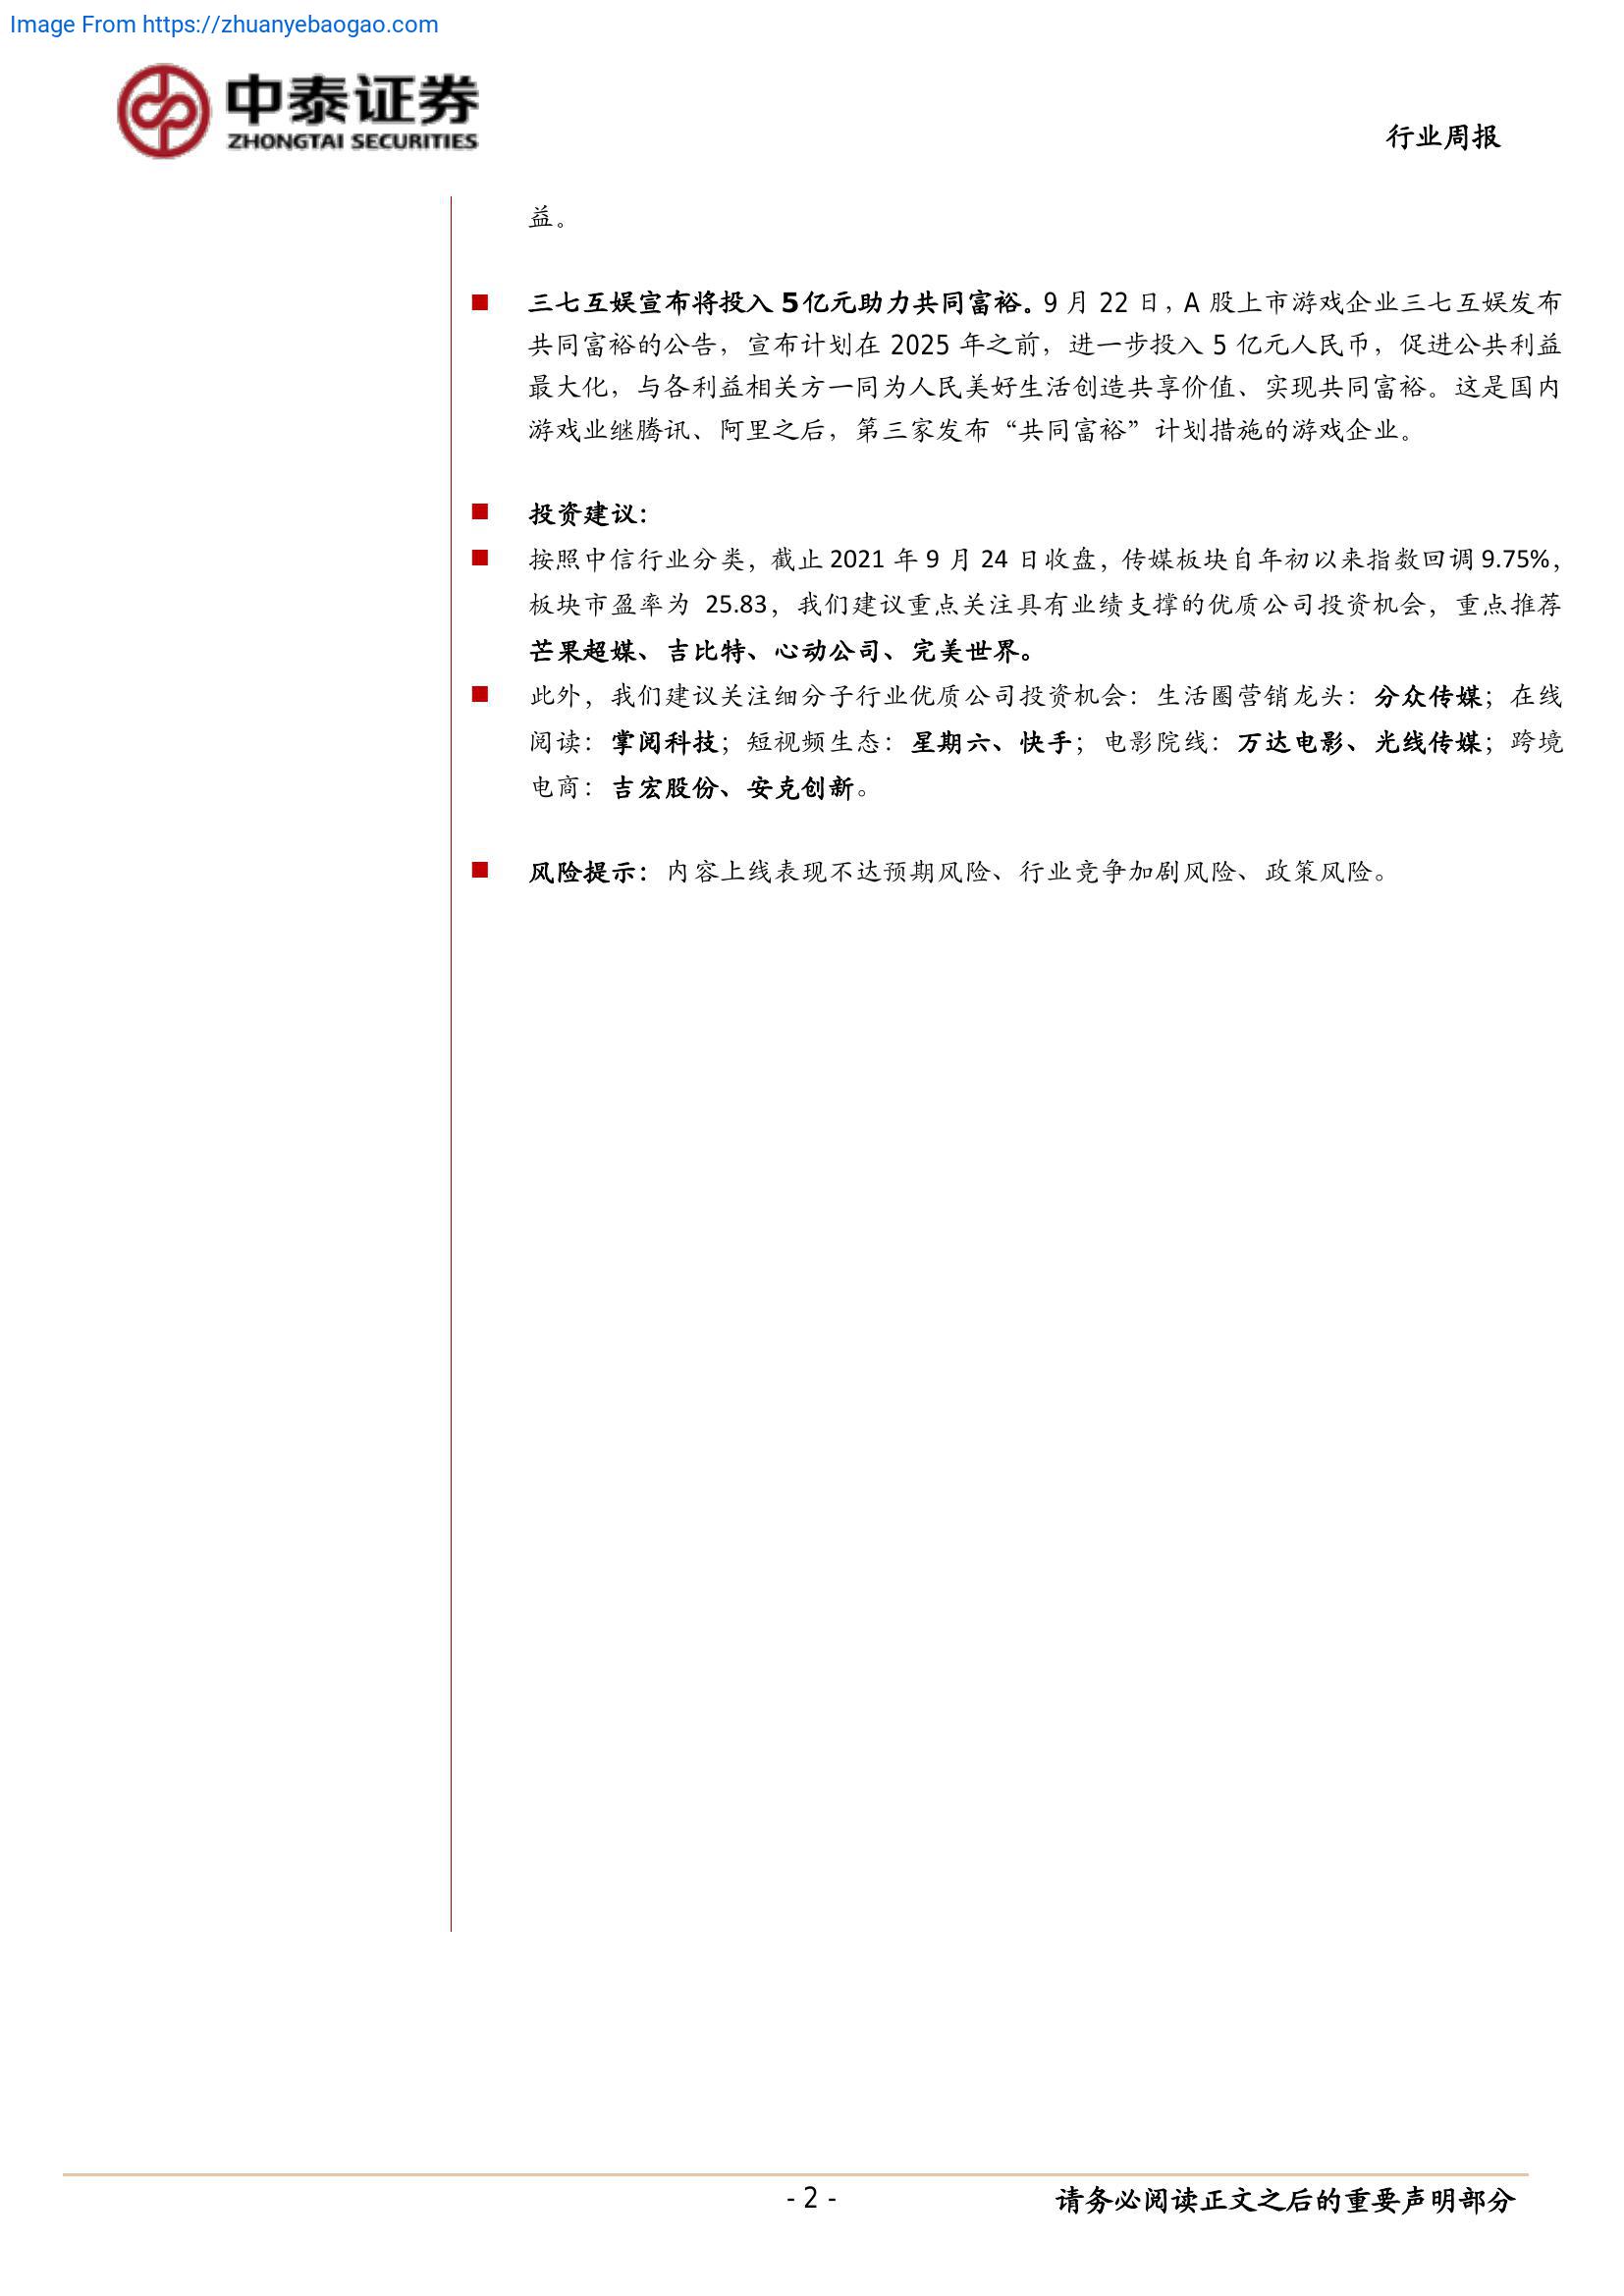 Image From https://zhuanyebaogao.com
中泰证券
ZHONGTAI SECURITIES
行业周报
益。
■ 三七互娱宣布将投入 5亿元助力共同富裕。9 月 22 日，A 股上市游戏企业三七互娱发布
共同富裕的公告，宣布计划在 2025 年之前，进一步投入 5 亿元人民币，促进公共利益
最大化，与各利益相关方一同为人民美好生活创造共享价值、实现共同富裕。这是国内
游戏业继腾讯、阿里之后，第三家发布“共同富裕”计划措施的游戏企业。
■ 投资建议：
■ 按照中信行业分类，截止 2021 年 9 月 24 日收盘，传媒板块自年初以来指数回调 9.75%，
板块市盈率为 25.83，我们建议重点关注具有业绩支撑的优质公司投资机会，重点推荐
芒果超媒、吉比特、心动公司、完美世界。
■ 此外，我们建议关注细分子行业优质公司投资机会：生活圈营销龙头：分众传媒；在线
阅读：掌阅科技；短视频生态：星期六、快手；电影院线：万达电影、光线传媒；跨境
电商：吉宏股份、安克创新。
■ 风险提示：内容上线表现不达预期风险、行业竞争加剧风险、政策风险。
- 2 -
请务必阅读正文之后的重要声明部分